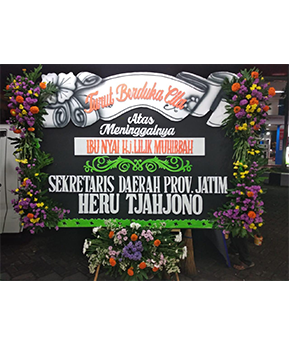 Turut Berduka Cita
Atas
Meninggalnya
IBU NYAI HJ.LILIK MUHIBBAH
SEKRETARIS DAERAH PROV. JATIM
HERU TJAHJONO